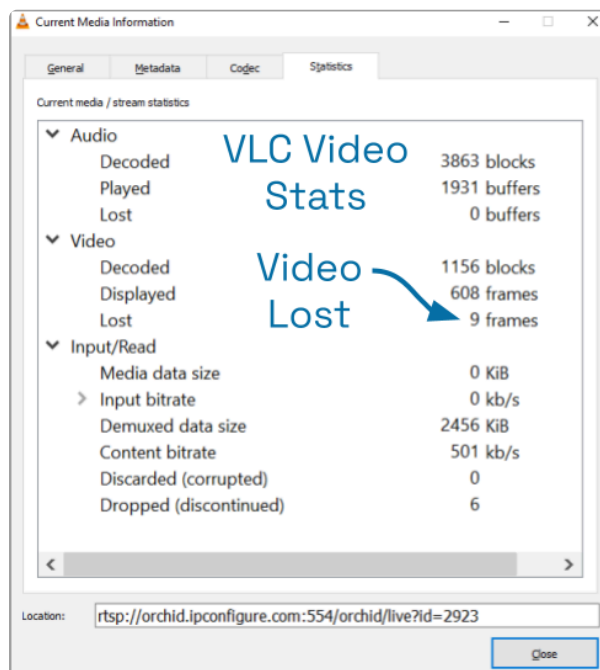 Current Media Information
General Metadata Codec Statistics
Current media / stream statistics
Audio
Decoded 3863 blocks
Played 1931 buffers
Lost 0 buffers
VLC Video
Stats
Video
Decoded 1156 blocks
Displayed 608 frames
Lost 9 frames
Video
Lost
Input/Read
Media data size 0 KiB
Input bitrate 0 kb/s
Demuxed data size 2456 KiB
Content bitrate 501 kb/s
Discarded (corrupted) 0
Dropped (discontinued) 6
Location: rtsp://orchid.ipconfigure.com:554/orchid/live?id=2923
Close